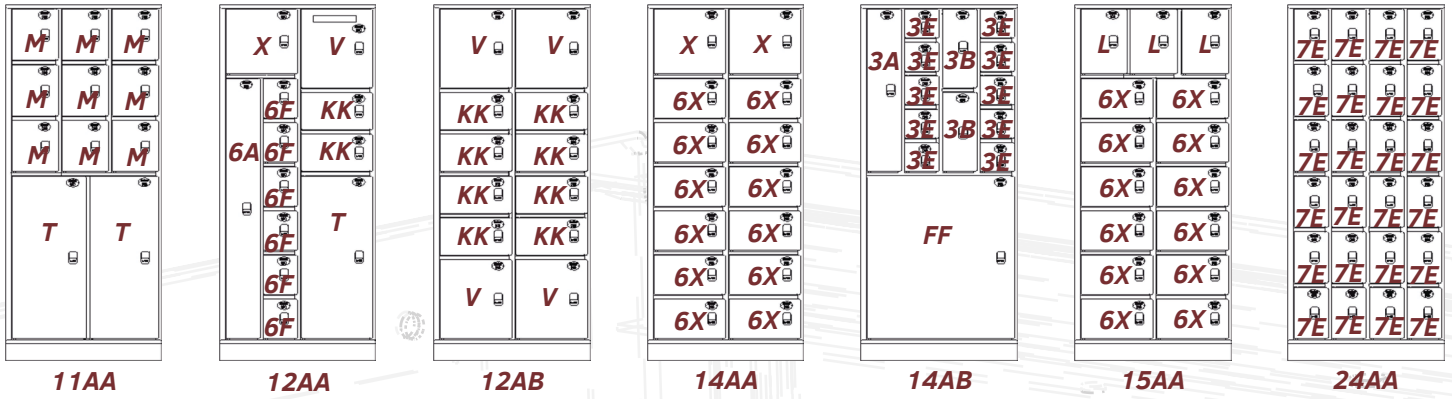 M M M
M M M
M M M
T T
11AA
X V
6F KK
6A 6F KK
6F
T
6F
6F
6F
12AA
V V
KK KK
KK KK
KK KK
KK KK
V V
12AB
X X
6X 6X
6X 6X
6X 6X
6X 6X
6X 6X
6X 6X
14AA
3E 3E
3A 3E 3B 3E
3E 3E
3E 3B 3E
3E 3E
FF
14AB
L L L
6X 6X
6X 6X
6X 6X
6X 6X
6X 6X
6X 6X
15AA
7E 7E 7E 7E
7E 7E 7E 7E
7E 7E 7E 7E
7E 7E 7E 7E
7E 7E 7E 7E
7E 7E 7E 7E
24AA